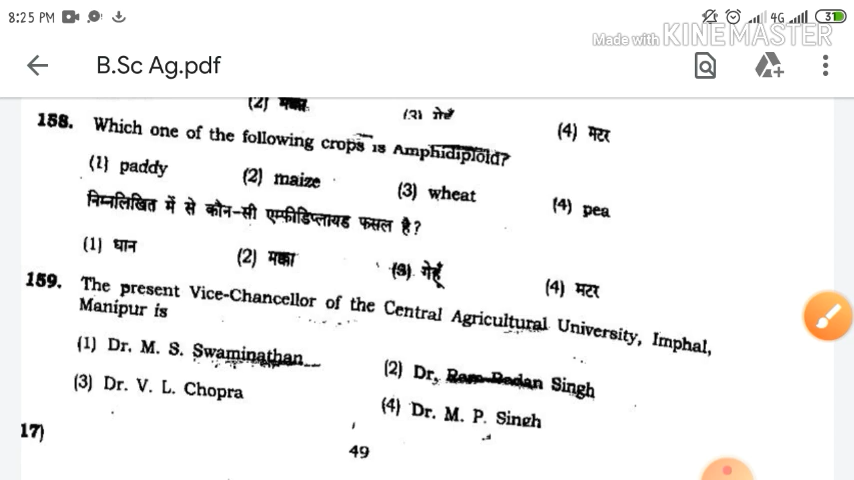 8:25 PM 4G 31
Made with KINEMASTER
B.Sc Ag.pdf
(2) मक्का (3) गेहूँ (4) मटर
158. Which one of the following crops is Amphidiploid?
(1) paddy (2) maize (3) wheat (4) pea
निम्नलिखित में से कौन-सी एम्फीडिप्लायड फसल है?
(1) धान (2) मक्का (3) गेहूँ (4) मटर
159. The present Vice-Chancellor of the Central Agricultural University, Imphal,
Manipur is
(1) Dr. M. S. Swaminathan (2) Dr. Ram Badan Singh
(3) Dr. V. L. Chopra (4) Dr. M. P. Singh
17)
49